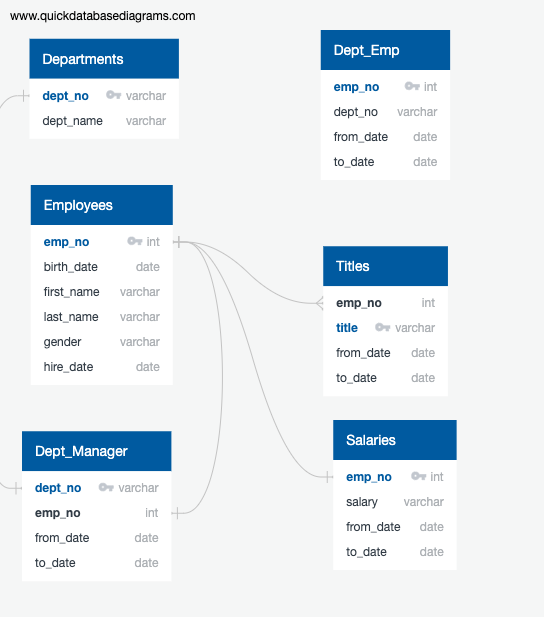 www.quickdatabasediagrams.com
Departments
dept_no varchar
dept_name varchar
Dept_Emp
emp_no int
dept_no varchar
from_date date
to_date date
Employees
emp_no int
birth_date date
first_name varchar
last_name varchar
gender varchar
hire_date date
Titles
emp_no int
title varchar
from_date date
to_date date
Dept_Manager
dept_no varchar
emp_no int
from_date date
to_date date
Salaries
emp_no int
salary varchar
from_date date
to_date date